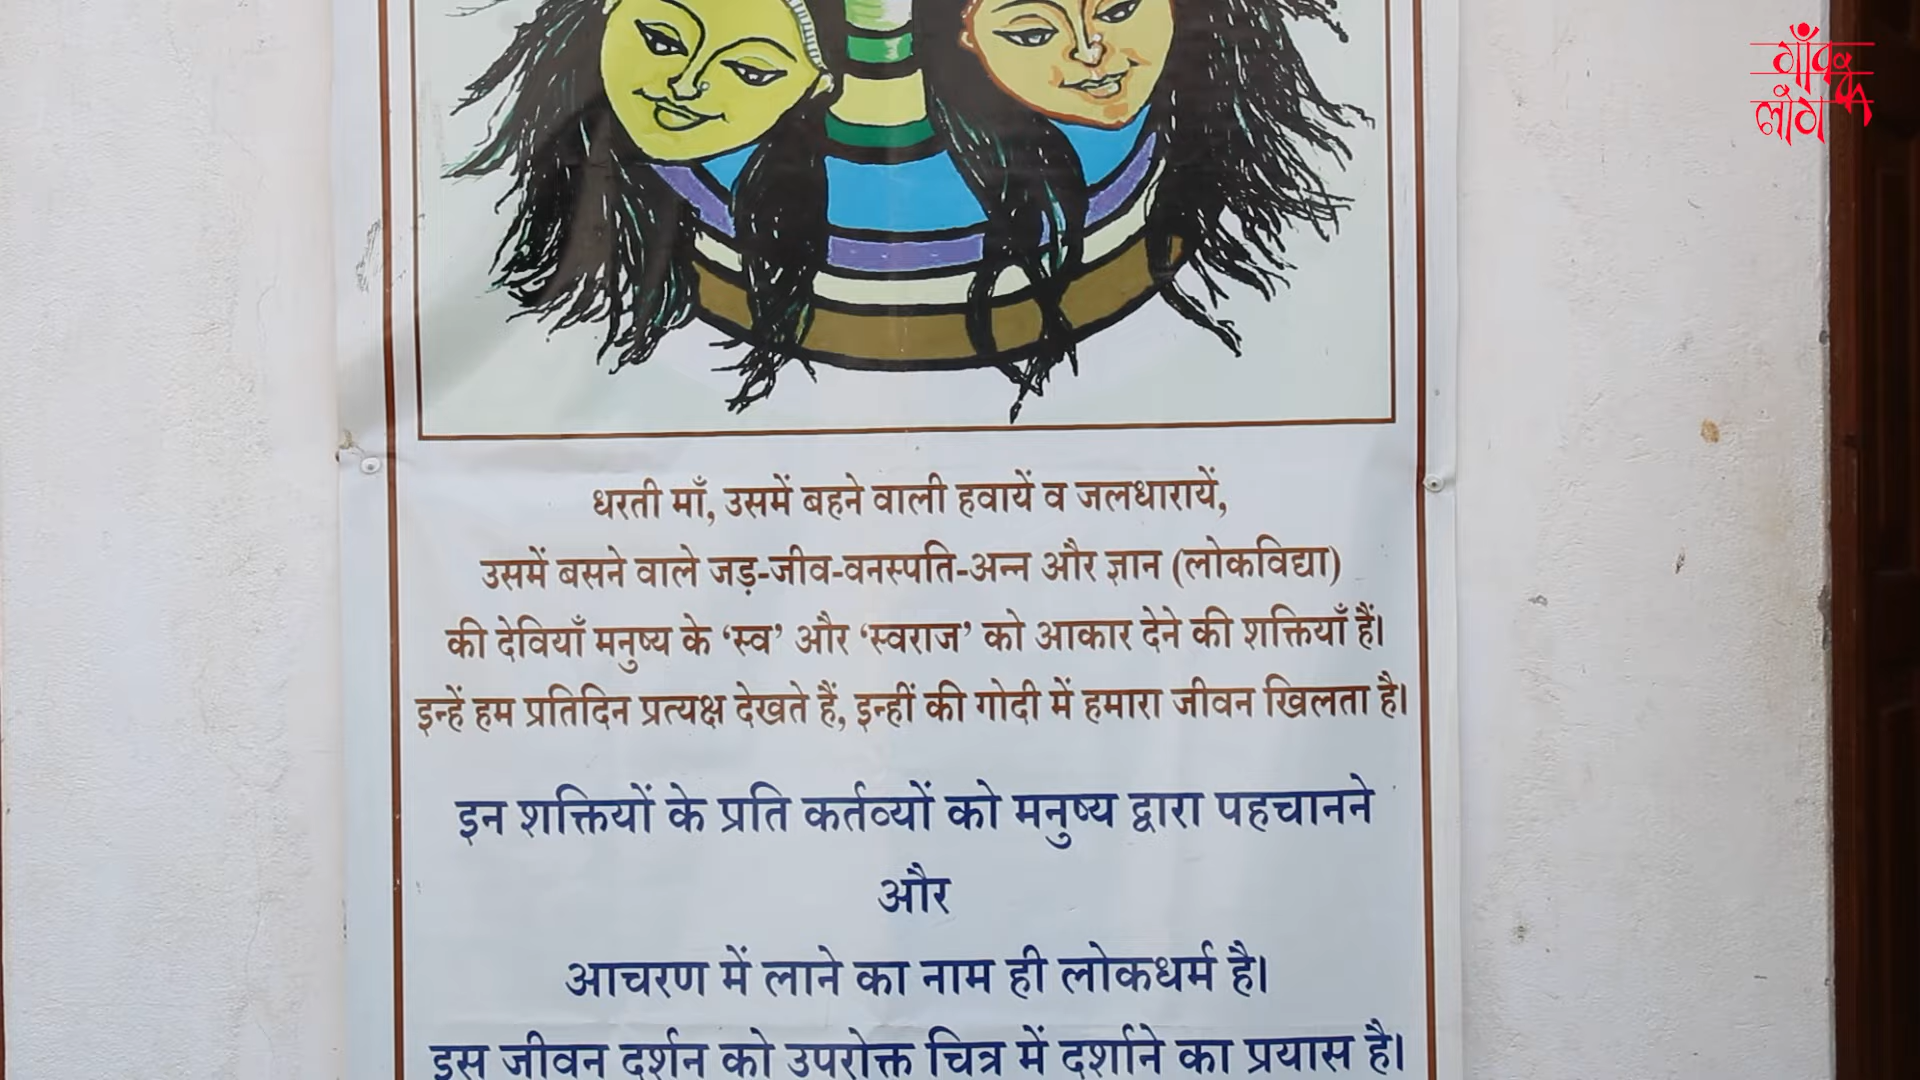 गाँव के
लोग
धरती माँ, उसमें बहने वाली हवायें व जलधारायें,
उसमें बसने वाले जड़-जीव-वनस्पति-अन्न और ज्ञान (लोकविद्या)
की देवियाँ मनुष्य के ‘स्व’ और ‘स्वराज’ को आकार देने की शक्तियाँ हैं।
इन्हें हम प्रतिदिन प्रत्यक्ष देखते हैं, इन्हीं की गोदी में हमारा जीवन खिलता है।
इन शक्तियों के प्रति कर्तव्यों को मनुष्य द्वारा पहचानने
और
आचरण में लाने का नाम ही लोकधर्म है।
इस जीवन दर्शन को उपरोक्त चित्र में दर्शाने का प्रयास है।